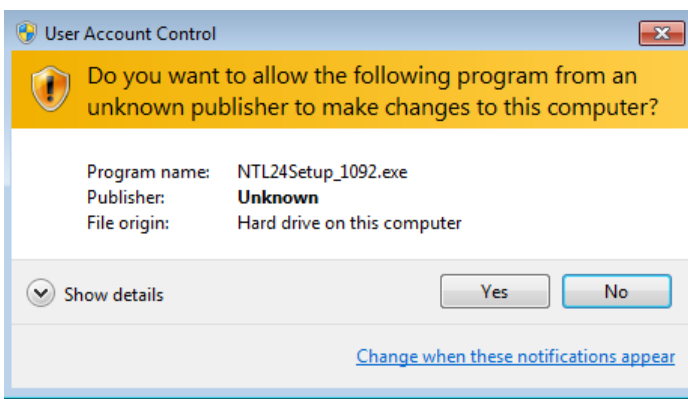 User Account Control
Do you want to allow the following program from an
unknown publisher to make changes to this computer?
Program name: NTL24Setup_1092.exe
Publisher: Unknown
File origin: Hard drive on this computer
Show details
Yes No
Change when these notifications appear